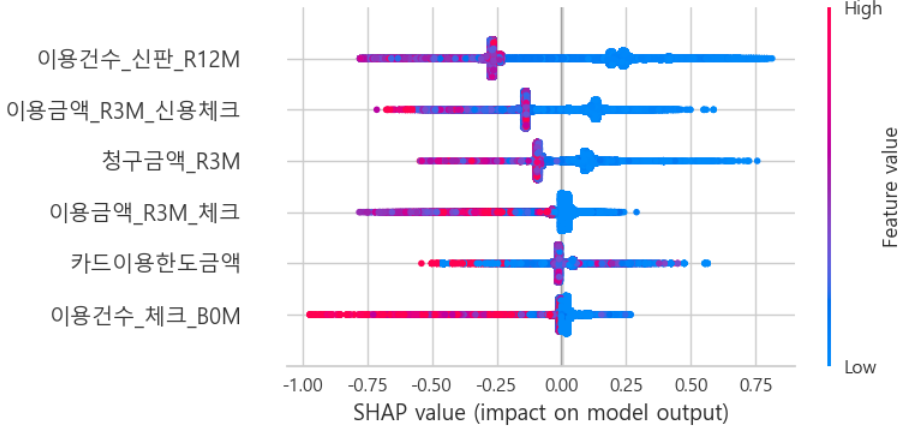 High
이용건수_신판_R12M
이용금액_R3M_신용체크
청구금액_R3M
이용금액_R3M_체크
카드이용한도금액
이용건수_체크_B0M
Feature value
Low
-1.00 -0.75 -0.50 -0.25 0.00 0.25 0.50 0.75
SHAP value (impact on model output)